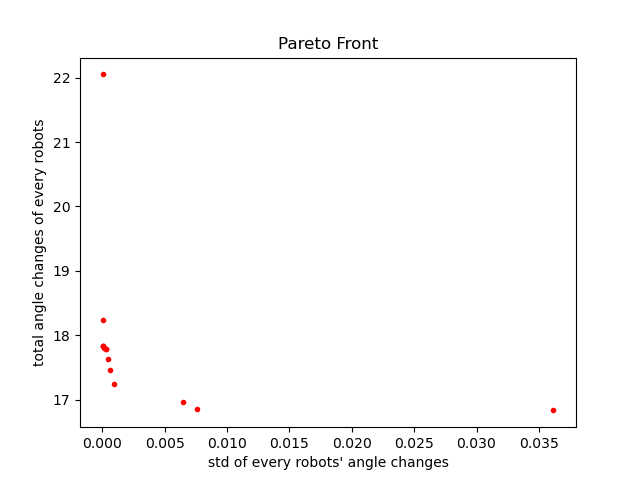 Pareto Front
total angle changes of every robots
22
21
20
19
18
17
0.000 0.005 0.010 0.015 0.020 0.025 0.030 0.035
std of every robots' angle changes